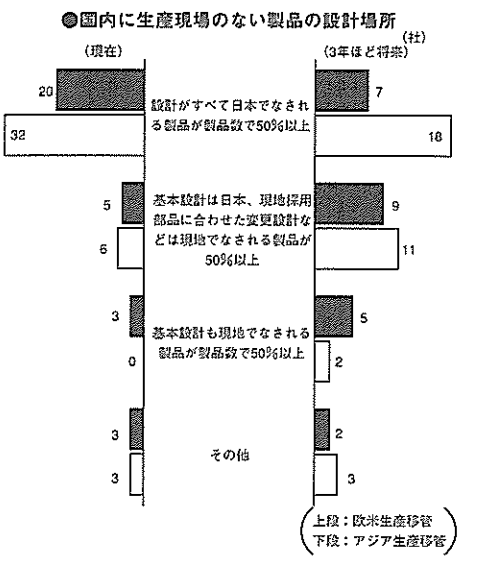 ●国内に生産現場のない製品の設計場所
(社)
(現在)
(3年ほど将来)
20
設計がすべて日本でなされ
る製品が製品数で50%以上
7
32
18
5
基本設計は日本、現地採用
部品に合わせた変更設計な
どは現地でなされる製品が
50%以上
9
6
11
3
基本設計も現地でなされる
製品が製品数で50%以上
5
0
2
3
その他
2
3
3
上段：欧米生産移管
下段：アジア生産移管